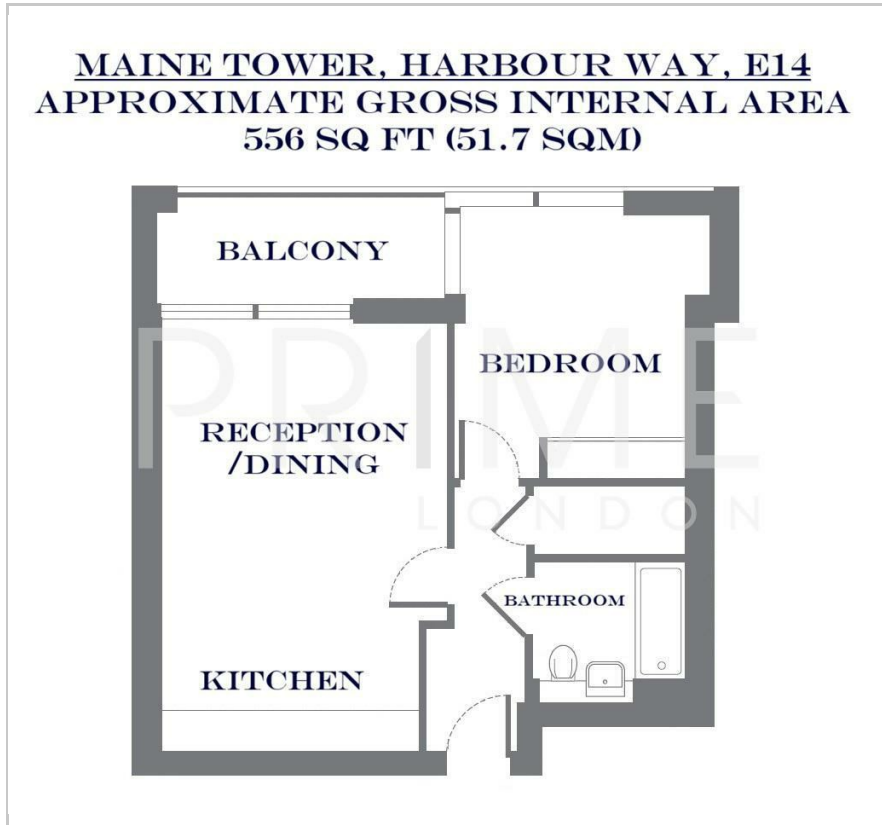 MAINE TOWER, HARBOUR WAY, E14
APPROXIMATE GROSS INTERNAL AREA
556 SQ FT (51.7 SQM)
BALCONY
BEDROOM
PRIME
LONDON
RECEPTION
/DINING
BATHROOM
KITCHEN